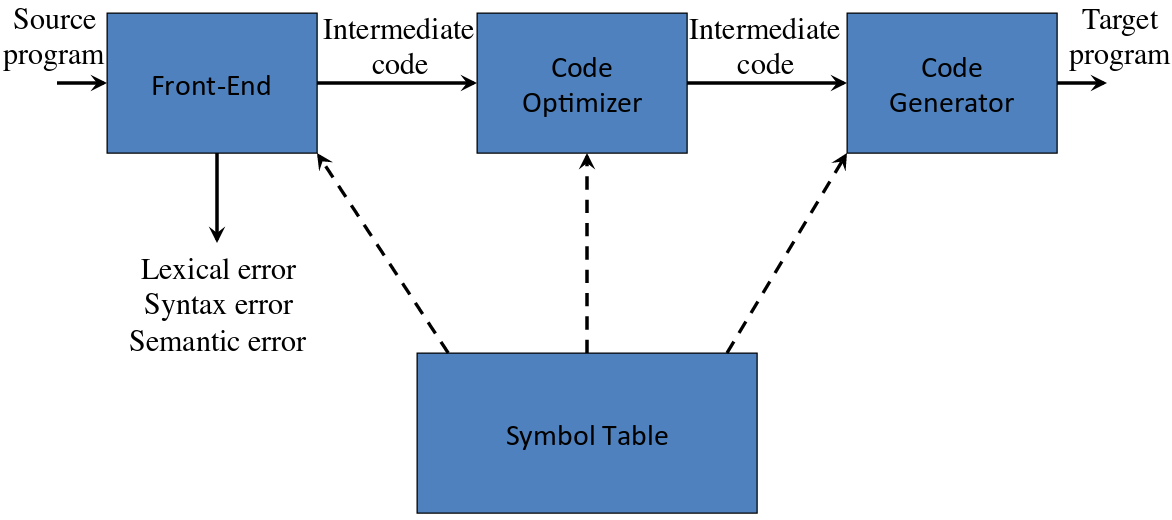 Source
program
Front-End
Intermediate
code
Code
Optimizer
Intermediate
code
Code
Generator
Target
program
Lexical error
Syntax error
Semantic error
Symbol Table